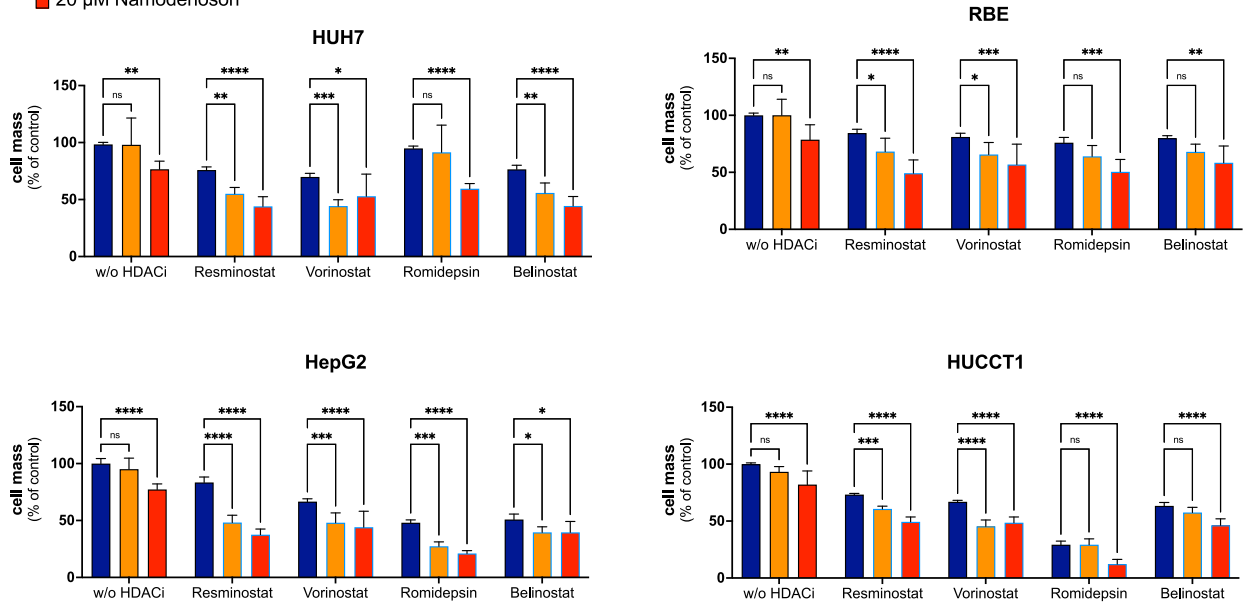 20 µM Namodenoson
HUH7
cell mass
(% of control)
150
100
50
0
** ns
**** **
* ***
**** ns
**** **
w/o HDACi Resminostat Vorinostat Romidepsin Belinostat
RBE
cell mass
(% of control)
150
100
50
0
** ns
**** *
*** *
*** ns
** ns
w/o HDACi Resminostat Vorinostat Romidepsin Belinostat
HepG2
cell mass
(% of control)
150
100
50
0
**** ns
**** ****
**** ***
**** ***
* *
w/o HDACi Resminostat Vorinostat Romidepsin Belinostat
HUCCT1
cell mass
(% of control)
150
100
50
0
**** ns
**** ***
**** ****
**** ns
**** ns
w/o HDACi Resminostat Vorinostat Romidepsin Belinostat